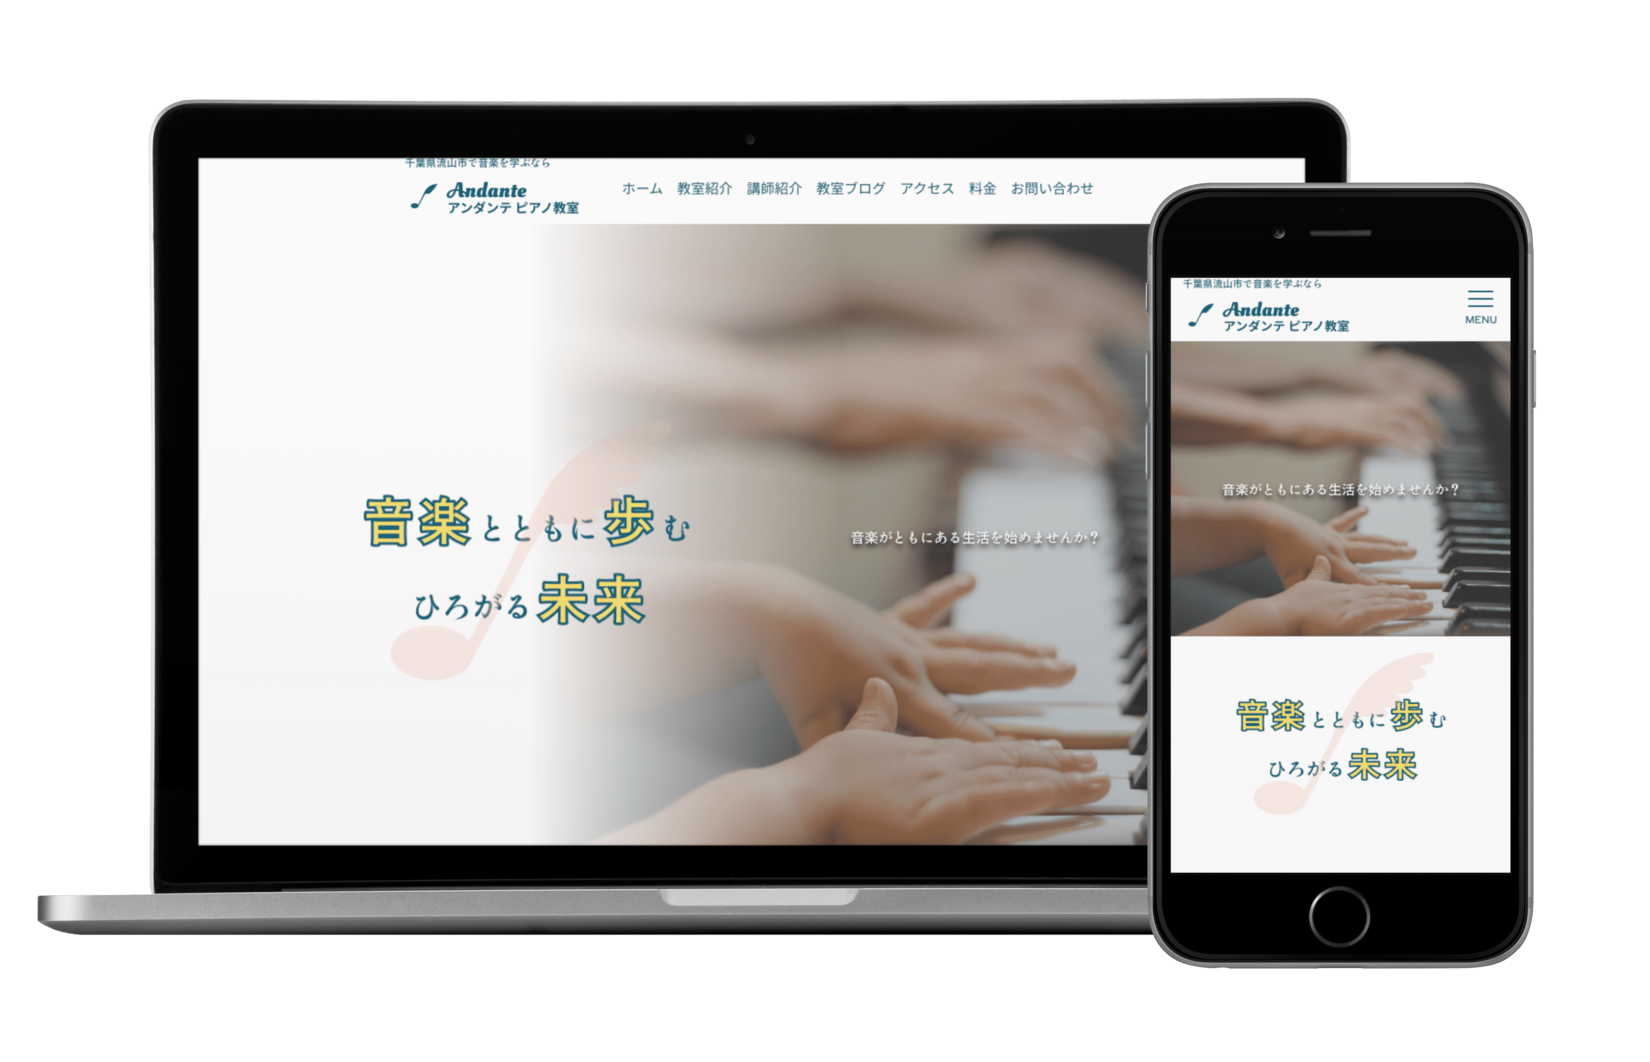 千葉県流山市で音楽を学ぶなら
Andante
アンダンテ ピアノ教室
ホーム 教室紹介 講師紹介 教室ブログ アクセス 料金 お問い合わせ
音楽とともに歩む
ひろがる未来
音楽がともにある生活を始めませんか？
千葉県流山市で音楽を学ぶなら
Andante
アンダンテ ピアノ教室
MENU
音楽がともにある生活を始めませんか？
音楽とともに歩む
ひろがる未来